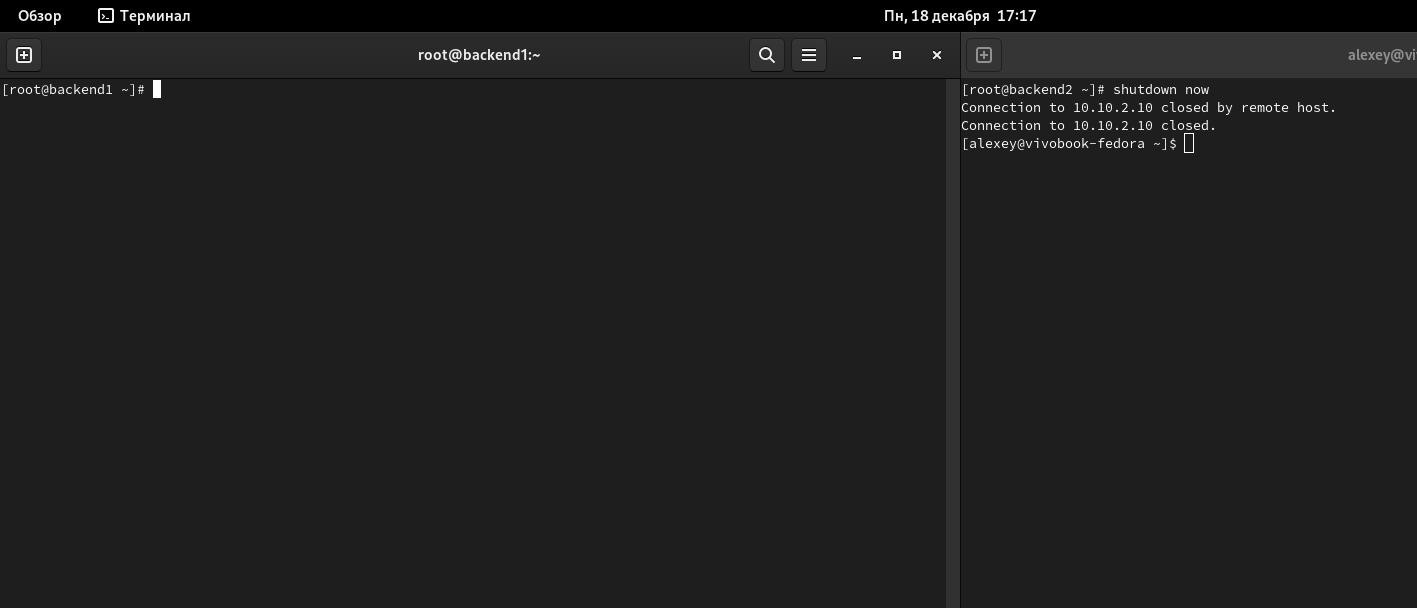 Обзор
Терминал
Пн, 18 декабря 17:17
root@backend1:~
[root@backend1 ~]#
alexey@vi
[root@backend2 ~]# shutdown now
Connection to 10.10.2.10 closed by remote host.
Connection to 10.10.2.10 closed.
[alexey@vivobook-fedora ~]$